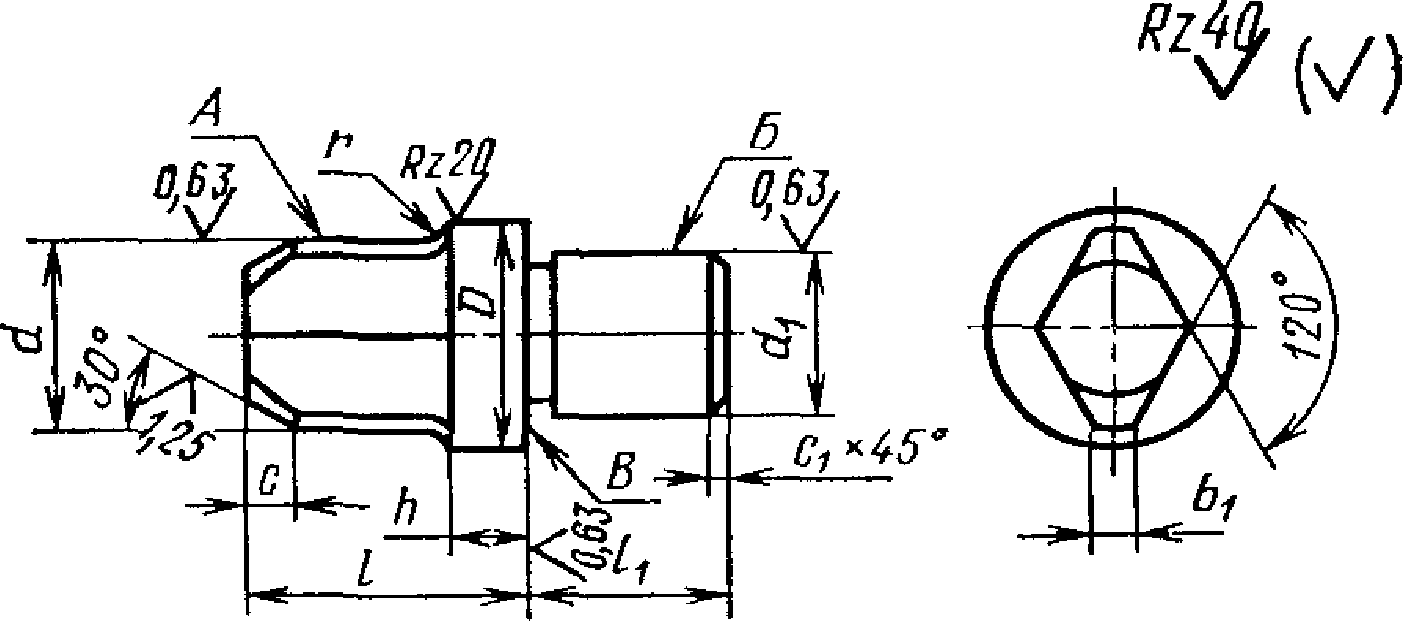 Rz40 (√)
А
r
Rz20
Б
0,63
0,63
d
30°
1,25
D
d₁
120°
c
h
В
0,63
c₁×45°
b₁
l
l₁